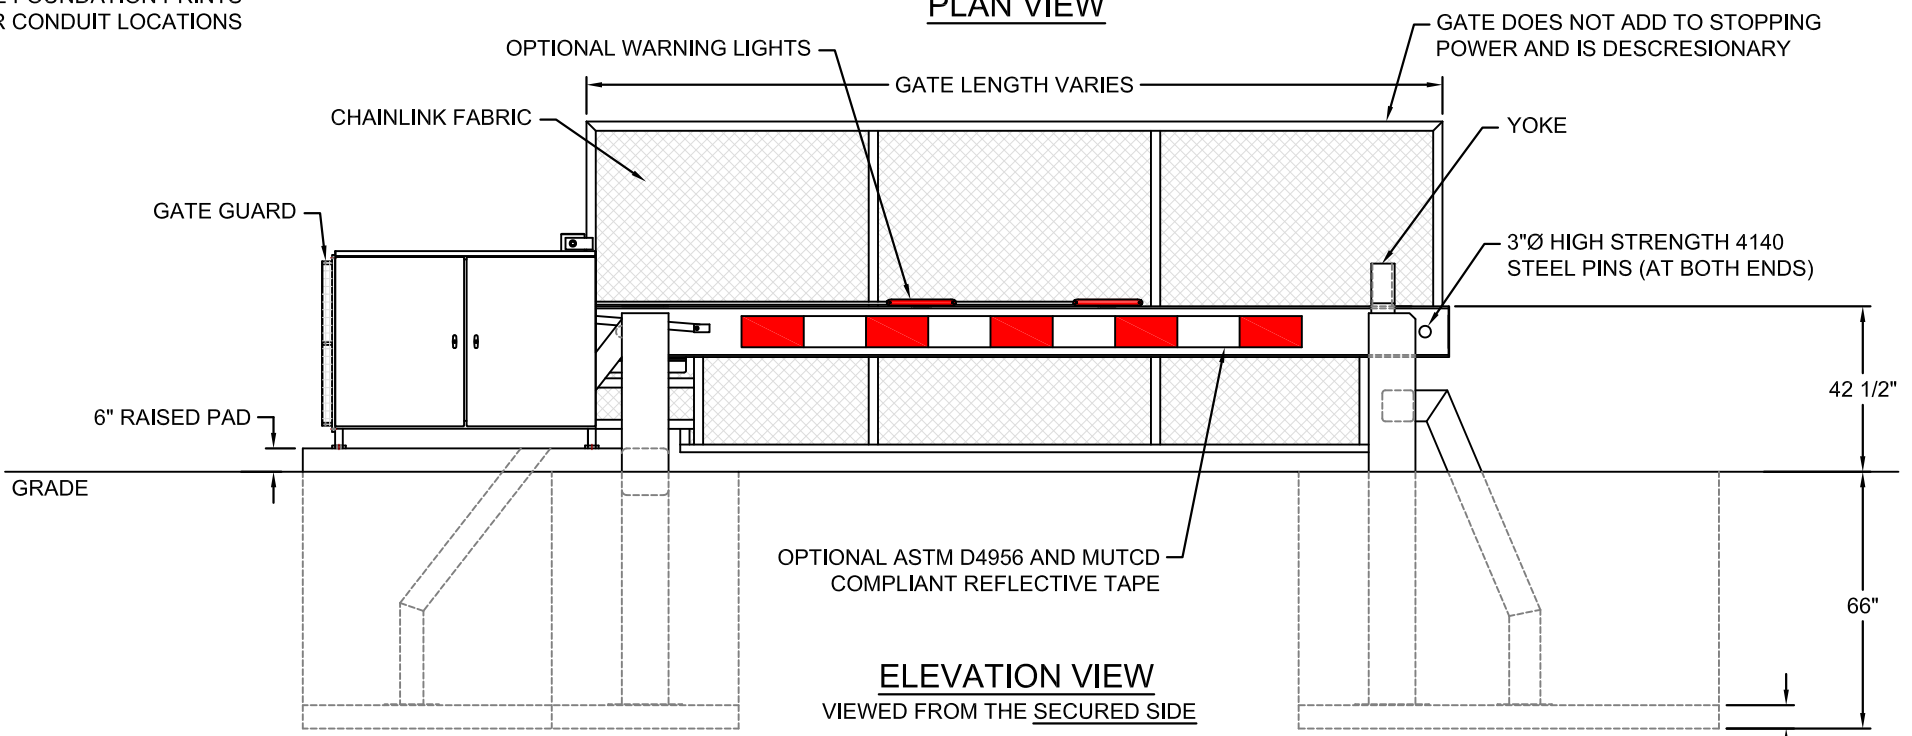 R CONDUIT LOCATIONS
PLAN VIEW
GATE DOES NOT ADD TO STOPPING
POWER AND IS DESCRESIONARY
OPTIONAL WARNING LIGHTS
GATE LENGTH VARIES
CHAINLINK FABRIC
YOKE
GATE GUARD
3"Ø HIGH STRENGTH 4140
STEEL PINS (AT BOTH ENDS)
42 1/2"
6" RAISED PAD
GRADE
OPTIONAL ASTM D4956 AND MUTCD
COMPLIANT REFLECTIVE TAPE
66"
ELEVATION VIEW
VIEWED FROM THE SECURED SIDE